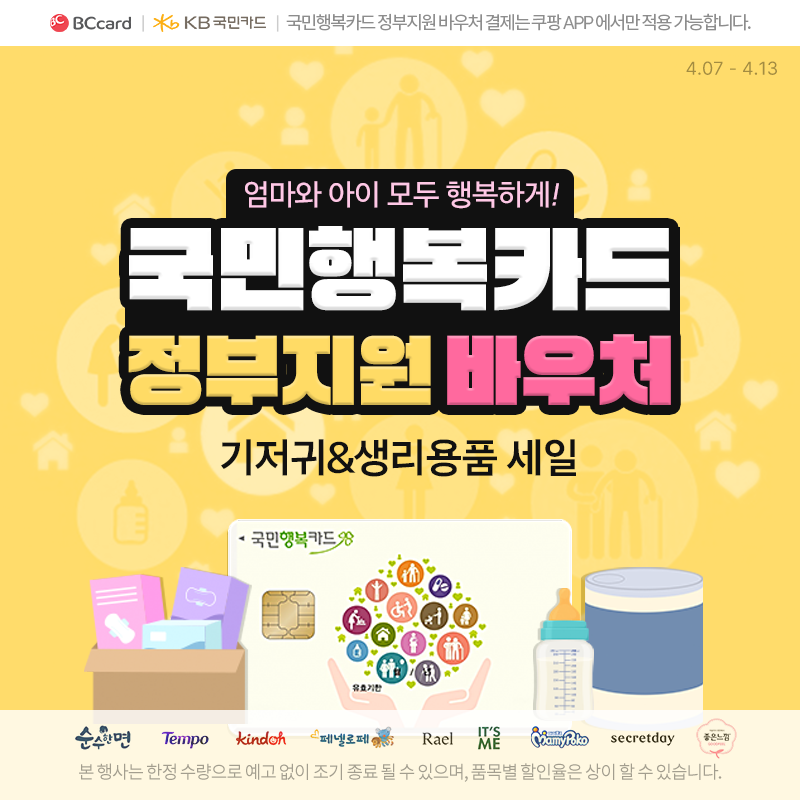 BC BCcard | KB국민카드 | 국민행복카드 정부지원 바우처 결제는 쿠팡 APP 에서만 적용 가능합니다.
4.07 - 4.13
엄마와 아이 모두 행복하게!
국민행복카드
정부지원 바우처
기저귀&생리용품 세일
국민행복카드
유효기한 /
순수한면 Tempo kindoh 페넬로페 Rael IT'S ME MamyPoko secretday 좋은느낌
본 행사는 한정 수량으로 예고 없이 조기 종료 될 수 있으며, 품목별 할인율은 상이 할 수 있습니다.